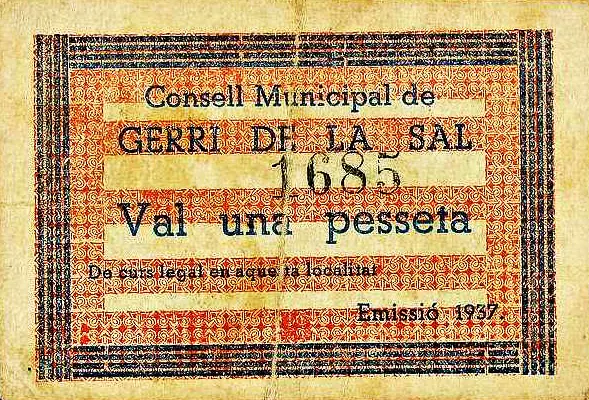 Consell Municipal de
GERRI DE LA SAL
1685
Val una pesseta
De curs legal en aquesta localitat
Emissió 1937.